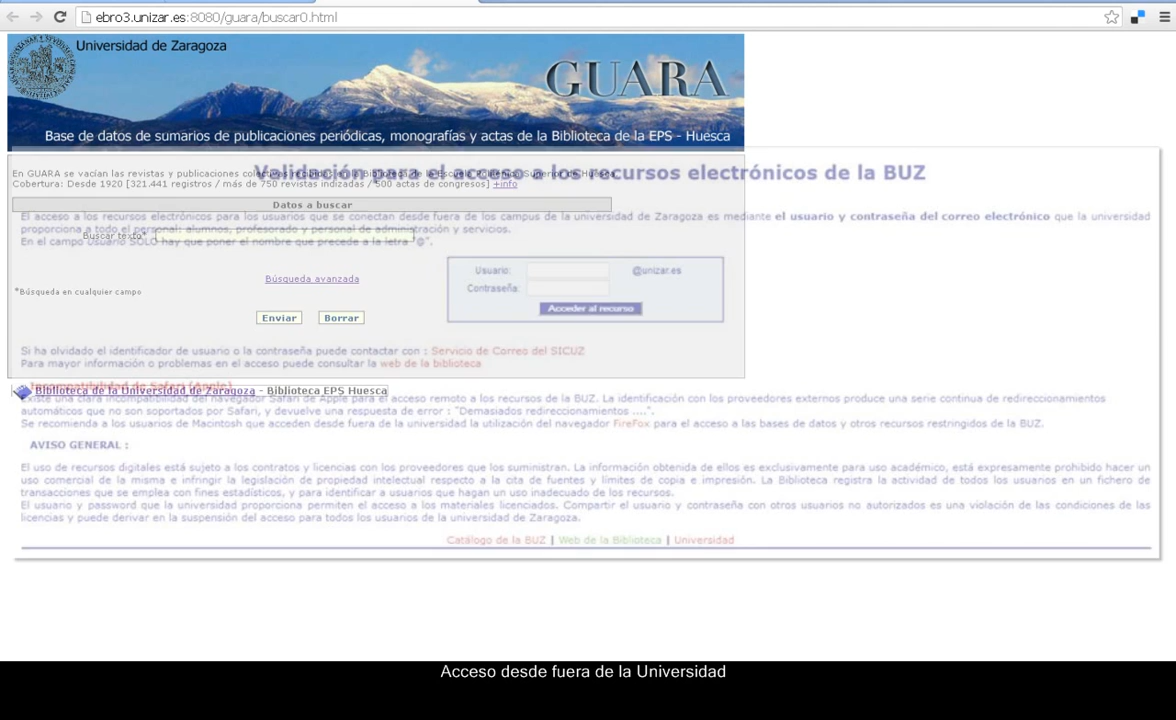 ebro3.unizar.es:8080/guara/buscar0.html
Universidad de Zaragoza
GUARA
Base de datos de sumarios de publicaciones periódicas, monografías y actas de la Biblioteca de la EPS - Huesca
Validación para el acceso a los recursos electrónicos de la BUZ
En GUARA se vacían las revistas y publicaciones colectivas recibidas en la Biblioteca de la Escuela Politécnica Superior de Huesca
Cobertura: Desde 1920 [321.441 registros / más de 750 revistas indizadas / 500 actas de congresos] +info
Datos a buscar
El acceso a los recursos electrónicos para los usuarios que se conectan desde fuera de los campus de la universidad de Zaragoza es mediante el usuario y contraseña del correo electrónico que la universidad
proporciona a todo el personal: alumnos, profesorado y personal de administración y servicios.
Buscar texto*
En el campo Usuario SOLO hay que poner el nombre que precede a la letra "@".
Usuario: @unizar.es
Búsqueda avanzada
Contraseña:
*Búsqueda en cualquier campo
Acceder al recurso
Enviar Borrar
Si ha olvidado el identificador de usuario o la contraseña puede contactar con : Servicio de Correo del SICUZ
Para mayor información o problemas en el acceso puede consultar la web de la biblioteca
Incompatibilidad de Safari (Apple)
Biblioteca de la Universidad de Zaragoza - Biblioteca EPS Huesca
Existe una clara incompatibilidad del navegador Safari de Apple para el acceso remoto a los recursos de la BUZ. La identificación con los proveedores externos produce una serie continua de redireccionamientos
automáticos que no son soportados por Safari, y devuelve una respuesta de error : "Demasiados redireccionamientos ....".
Se recomienda a los usuarios de Macintosh que acceden desde fuera de la universidad la utilización del navegador FireFox para el acceso a las bases de datos y otros recursos restringidos de la BUZ.
AVISO GENERAL :
El uso de recursos digitales está sujeto a los contratos y licencias con los proveedores que los suministran. La información obtenida de ellos es exclusivamente para uso académico, está expresamente prohibido hacer un
uso comercial de la misma e infringir la legislación de propiedad intelectual respecto a la cita de fuentes y límites de copia e impresión. La Biblioteca registra la actividad de todos los usuarios en un fichero de
transacciones que se emplea con fines estadísticos, y para identificar a usuarios que hagan un uso inadecuado de los recursos.
El usuario y password que la universidad proporciona permiten el acceso a los materiales licenciados. Compartir el usuario y contraseña con otros usuarios no autorizados es una violación de las condiciones de las
licencias y puede derivar en la suspensión del acceso para todos los usuarios de la universidad de Zaragoza.
Catálogo de la BUZ | Web de la Biblioteca | Universidad
Acceso desde fuera de la Universidad